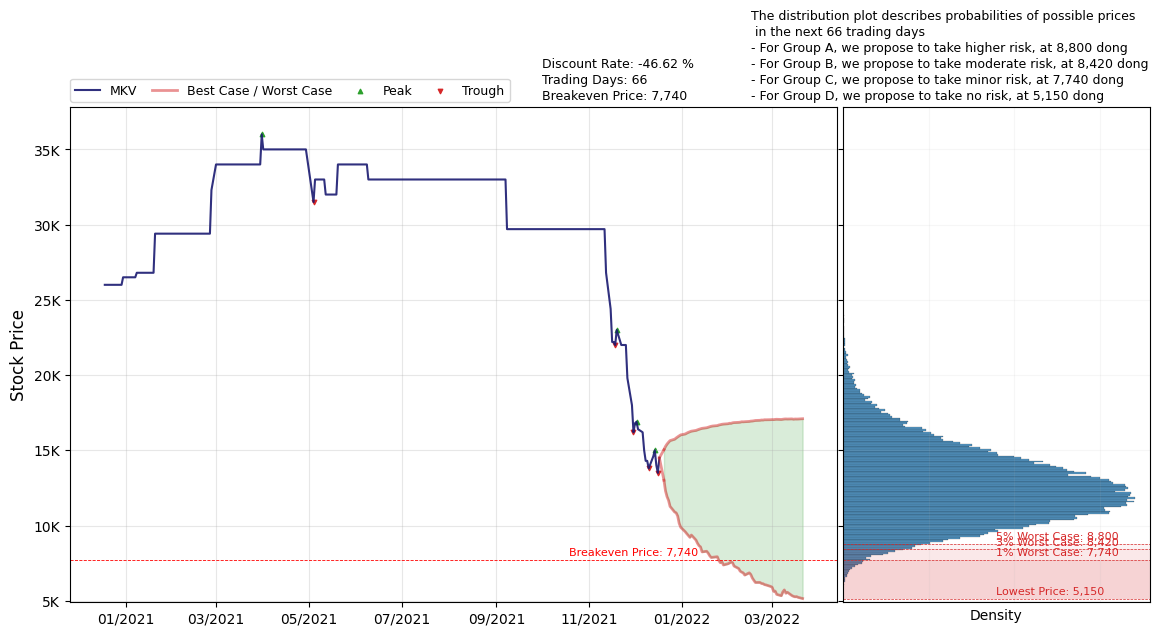 The distribution plot describes probabilities of possible prices
in the next 66 trading days
- For Group A, we propose to take higher risk, at 8,800 dong
- For Group B, we propose to take moderate risk, at 8,420 dong
- For Group C, we propose to take minor risk, at 7,740 dong
- For Group D, we propose to take no risk, at 5,150 dong
Discount Rate: -46.62 %
Trading Days: 66
Breakeven Price: 7,740
MKV
Best Case / Worst Case
Peak
Trough
Stock Price
35K
30K
25K
20K
15K
10K
5K
Breakeven Price: 7,740
5% Worst Case: 8,800
3% Worst Case: 8,420
1% Worst Case: 7,740
Lowest Price: 5,150
01/2021
03/2021
05/2021
07/2021
09/2021
11/2021
01/2022
03/2022
Density